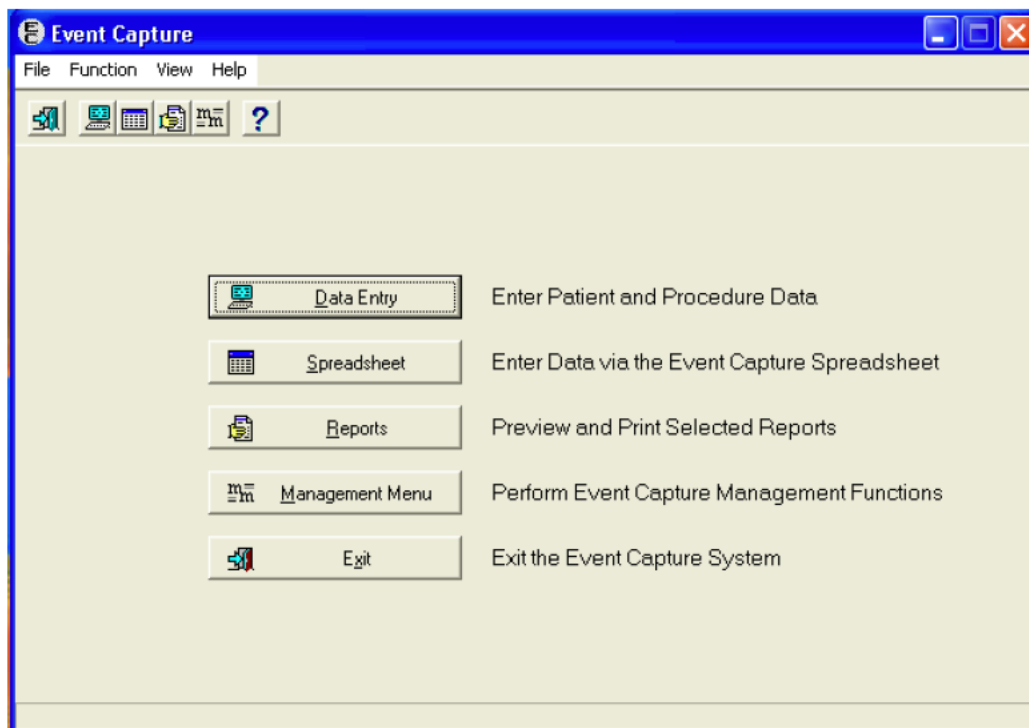 Event Capture
File Function View Help
?
Data Entry Enter Patient and Procedure Data
Spreadsheet Enter Data via the Event Capture Spreadsheet
Reports Preview and Print Selected Reports
Management Menu Perform Event Capture Management Functions
Exit Exit the Event Capture System